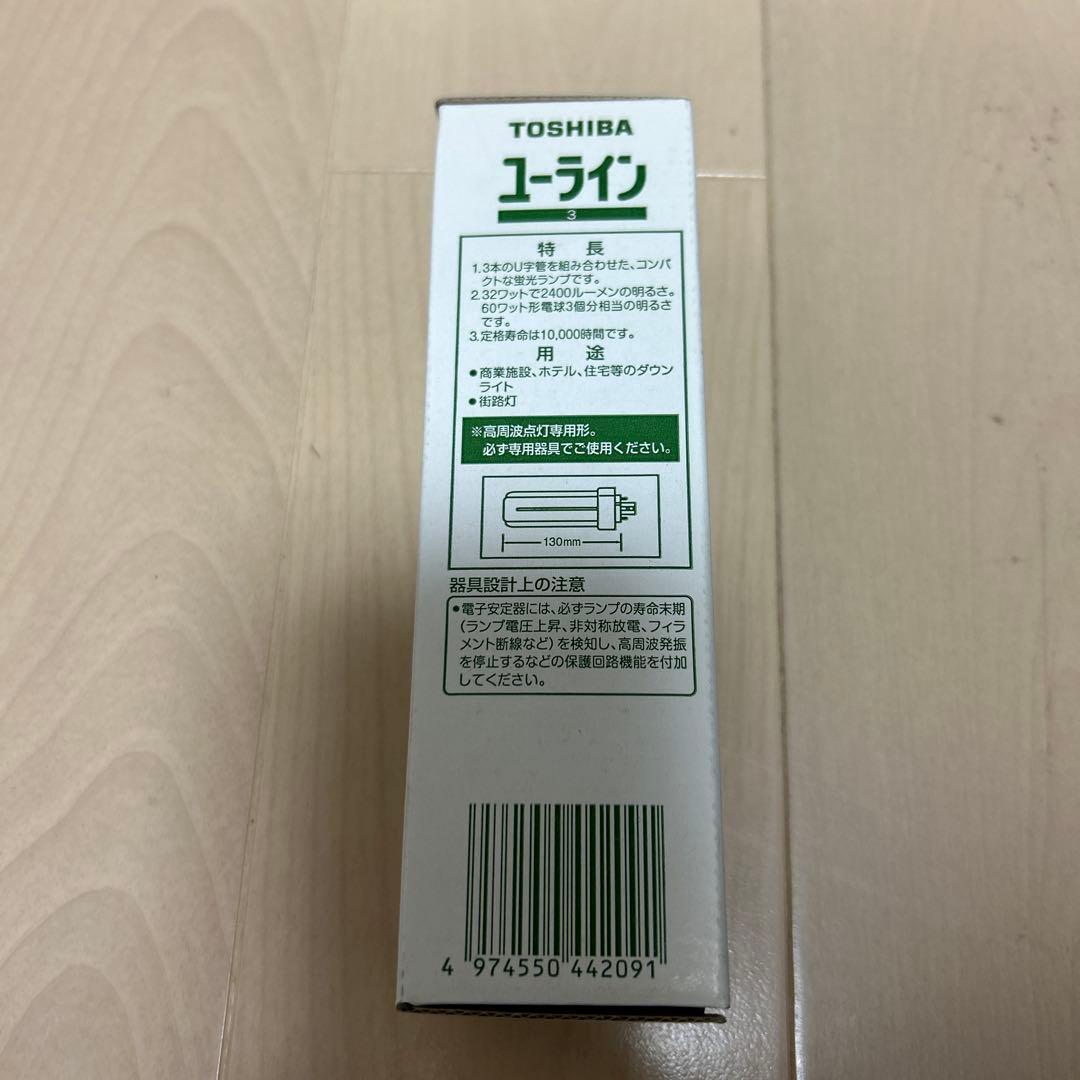 TOSHIBA
ユーライン
3
特 長
1.3本のU字管を組み合わせた、コンパ
クトな蛍光ランプです。
2.32ワットで2400ルーメンの明るさ。
60ワット形電球3個分相当の明るさ
です。
3.定格寿命は10,000時間です。
用 途
●商業施設、ホテル、住宅等のダウン
ライト
●街路灯
※高周波点灯専用形。
必ず専用器具でご使用ください。
130mm
器具設計上の注意
●電子安定器には、必ずランプの寿命末期
(ランプ電圧上昇、非対称放電、フィラ
メント断線など)を検知し、高周波発振
を停止するなどの保護回路機能を付加
してください。
4 974550 442091